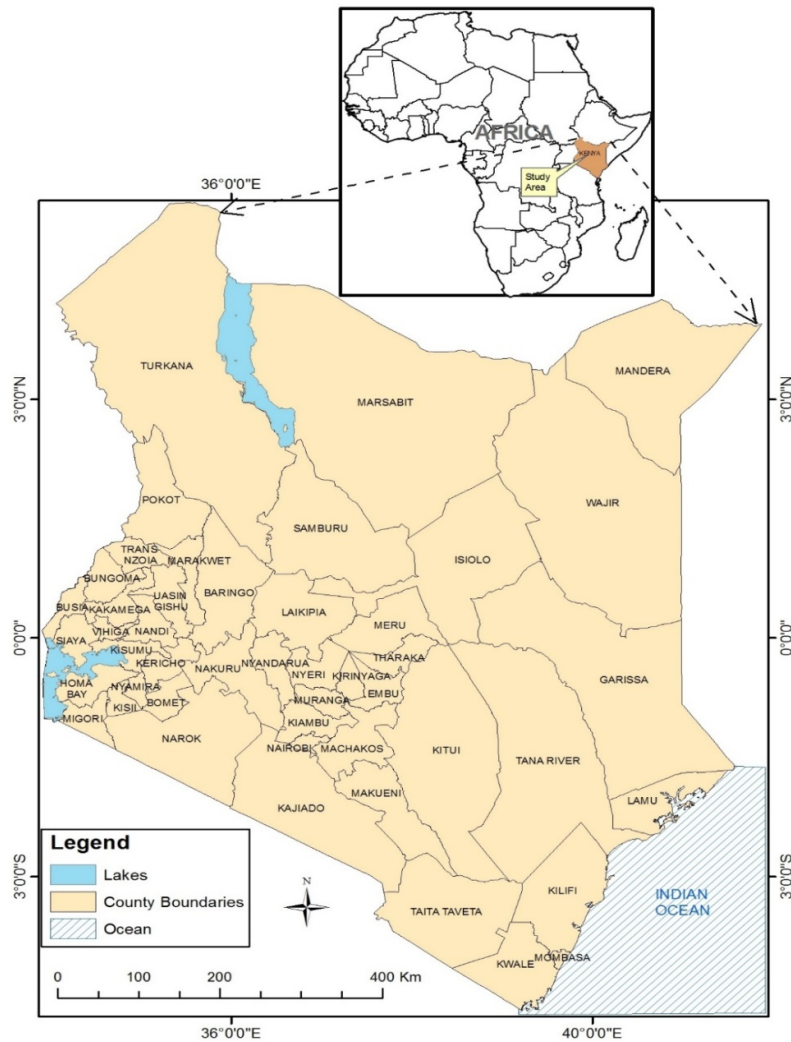 AFRICA
KENYA
Study
Area
36°0'0"E
TURKANA
MANDERA
MARSABIT
3°0'0"N
3°0'0"N
POKOT
WAJIR
SAMBURU
ISIOLO
TRANS
NZOIA
MARAKWET
BUNGOMA
UASIN
GISHU
BARINGO
LAIKIPIA
BUSIA
KAKAMEGA
MERU
VIHIGA
NANDI
0°0'0"
0°0'0"
SIAYA
KISUMU
KERICHO
NAKURU
NYANDARUA
THARAKA
NYERI
KIRINYAGA
GARISSA
HOMA
BAY
NYAMIRA
EMBU
KISII
BOMET
MURANGA
MIGORI
KIAMBU
NAROK
NAIROBI
MACHAKOS
KITUI
TANA RIVER
MAKUENI
KAJIADO
LAMU
Legend
Lakes
County Boundaries
Ocean
N
3°0'0"S
3°0'0"S
KILIFI
INDIAN
OCEAN
TAITA TAVETA
KWALE
MOMBASA
0 100 200 400 Km
36°0'0"E
40°0'0"E